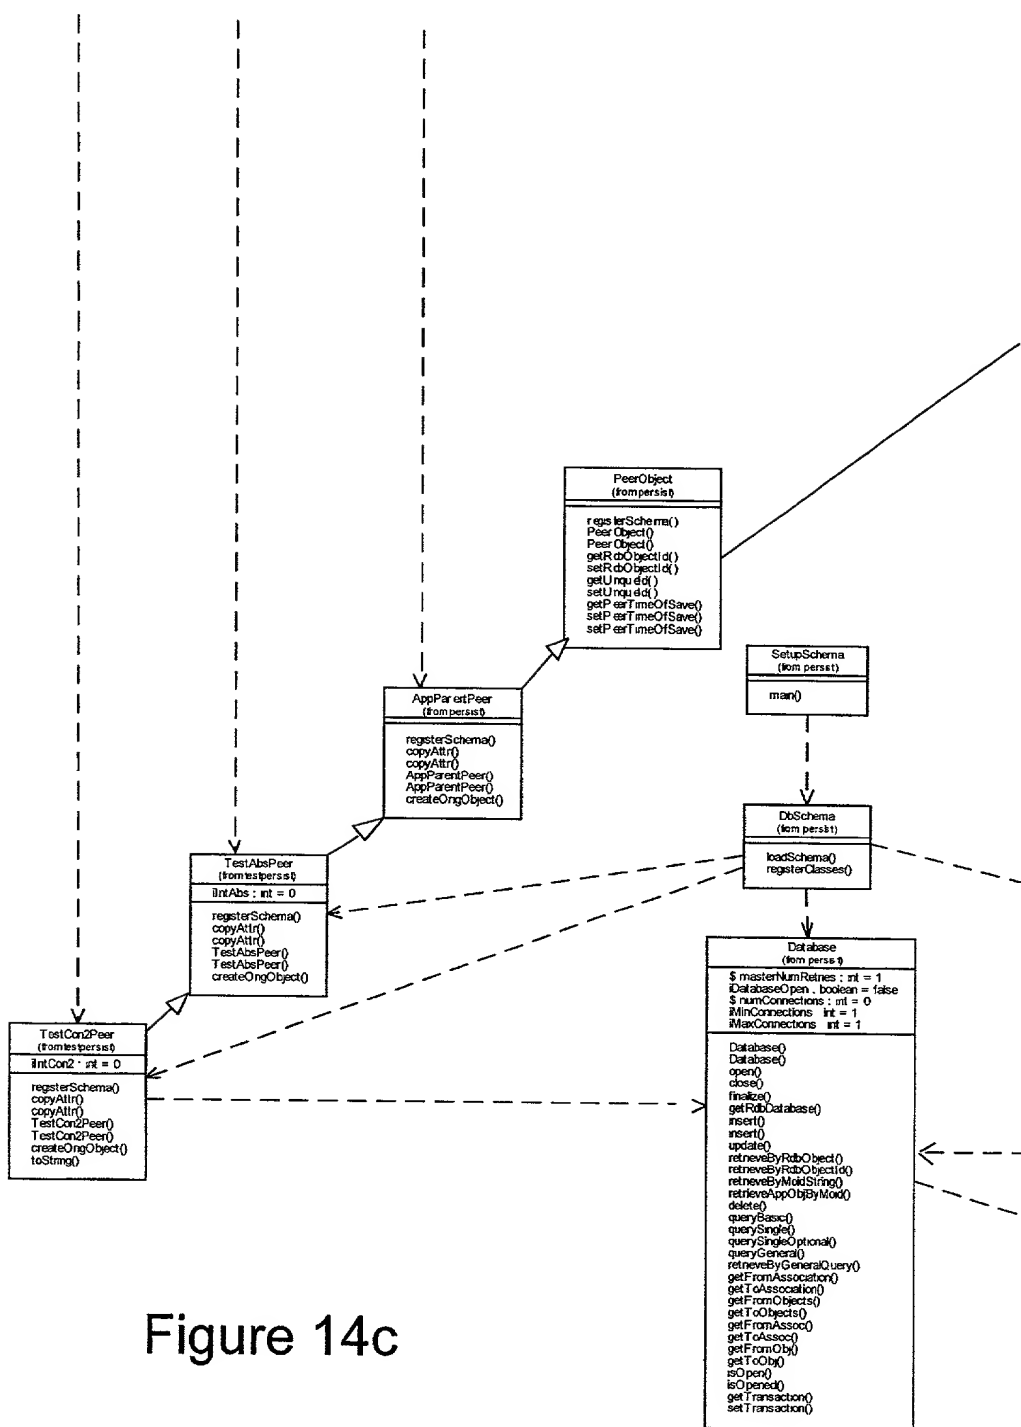 PeerObject
(from persist)
registerSchema()
PeerObject()
PeerObject()
getRdbObjectId()
setRdbObjectId()
getUniqueId()
setUniqueId()
getPeerTimeOfSave()
setPeerTimeOfSave()
setPeerTimeOfSave()
SetupSchema
(from persist)
main()
AppParentPeer
(from persist)
registerSchema()
copyAttr()
copyAttr()
AppParentPeer()
AppParentPeer()
createOngObject()
DbSchema
(from persist)
loadSchema()
registerClasses()
TestAbsPeer
(from testpersist)
iIntAbs : int = 0
registerSchema()
copyAttr()
copyAttr()
TestAbsPeer()
TestAbsPeer()
createOngObject()
TestCon2Peer
(from testpersist)
iIntCon2 : int = 0
registerSchema()
copyAttr()
copyAttr()
TestCon2Peer()
TestCon2Peer()
createOngObject()
toString()
Database
(from persist)
$ masterNumRetries : int = 1
iDatabaseOpen : boolean = false
$ numConnections : int = 0
iMinConnections int = 1
iMaxConnections int = 1
Database()
Database()
open()
close()
finalize()
getRdbDatabase()
insert()
insert()
update()
retrieveByRdbObject()
retrieveByRdbObjectId()
retrieveByMoidString()
retrieveAppObjByMoid()
delete()
queryBasic()
querySingle()
querySingleOptional()
queryGeneral()
retrieveByGeneralQuery()
getFromAssociation()
getToAssociation()
getFromObjects()
getToObjects()
getFromAssoc()
getToAssoc()
getFromObj()
getToObj()
isOpen()
isOpened()
getTransaction()
setTransaction()
Figure 14c